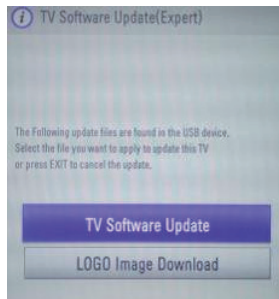 TV Software Update(Expert)
The Following update files are found in the USB device.
Select the file you want to apply to update this TV
or press EXIT to cancel the update.
TV Software Update
LOGO Image Download